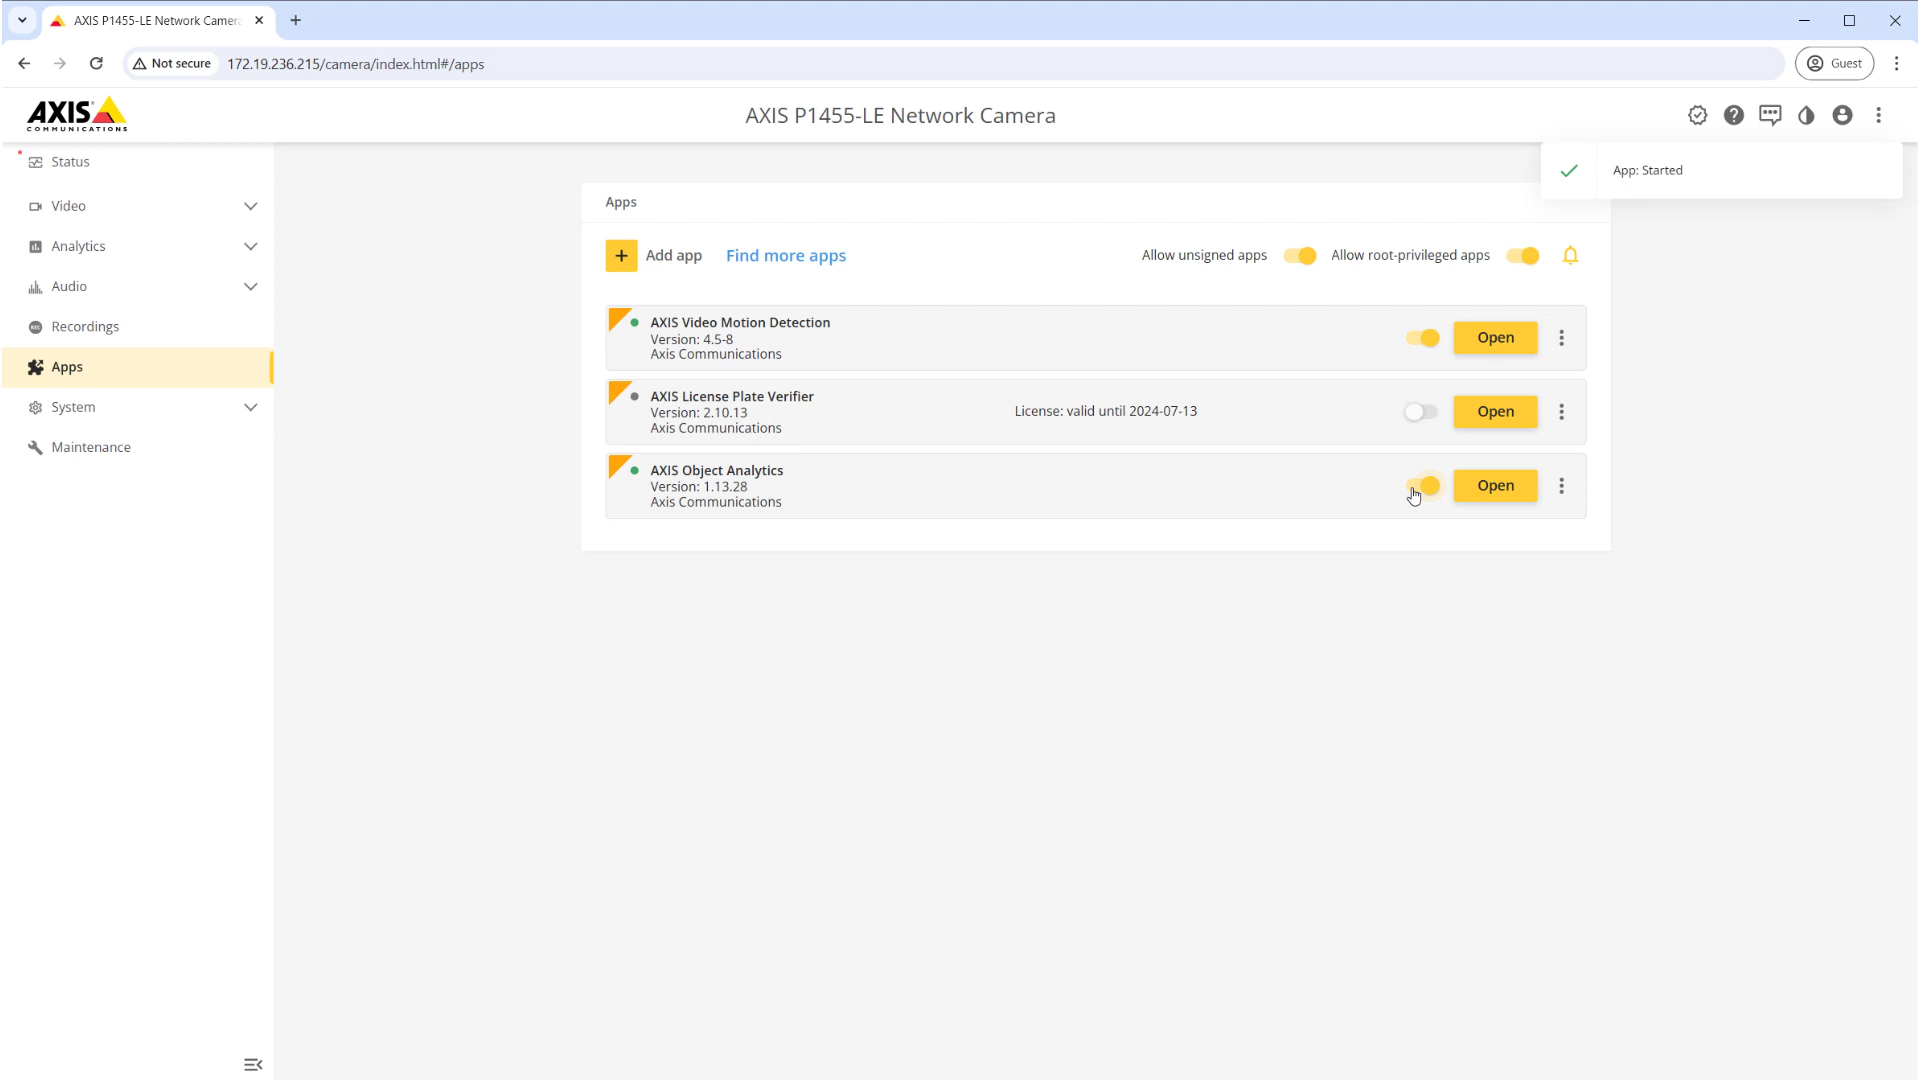 AXIS P1455-LE Network Camera
Not secure
172.19.236.215/camera/index.html#/apps
Guest
AXIS
COMMUNICATIONS
AXIS P1455-LE Network Camera
App: Started
Status
Video
Analytics
Audio
Recordings
Apps
System
Maintenance
Apps
+ Add app
Find more apps
Allow unsigned apps
Allow root-privileged apps
AXIS Video Motion Detection
Version: 4.5-8
Axis Communications
Open
AXIS License Plate Verifier
Version: 2.10.13
Axis Communications
License: valid until 2024-07-13
Open
AXIS Object Analytics
Version: 1.13.28
Axis Communications
Open